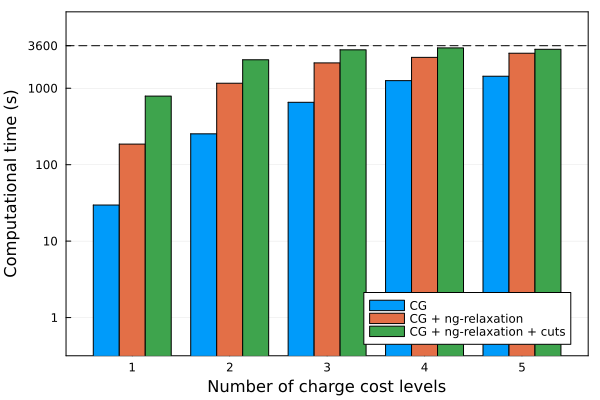 3600
1000
100
10
1
Computational time (s)
CG
CG + ng-relaxation
CG + ng-relaxation + cuts
1 2 3 4 5
Number of charge cost levels